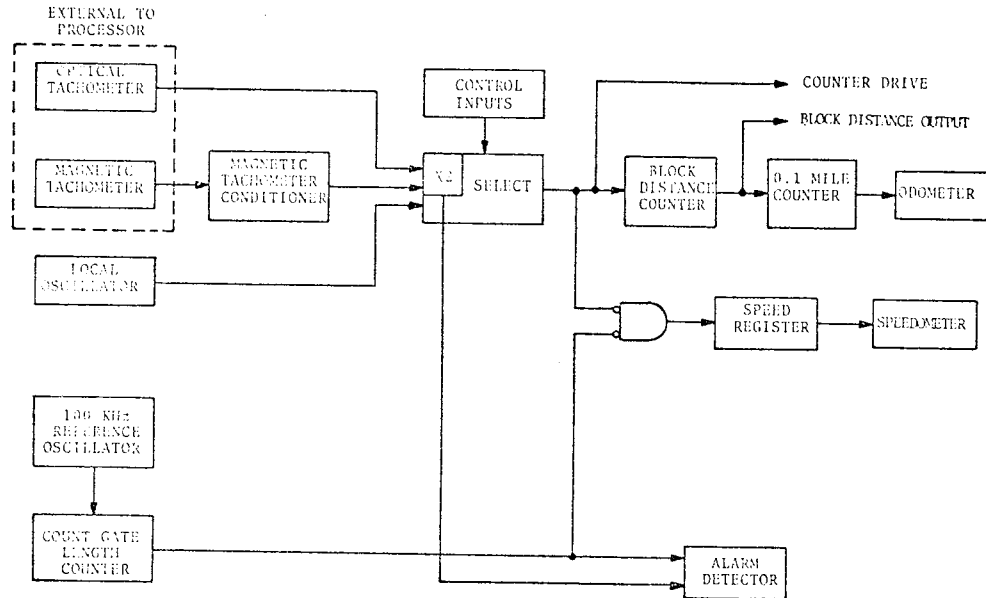 EXTERNAL TO
PROCESSOR
OPTICAL
TACHOMETER
MAGNETIC
TACHOMETER
MAGNETIC
TACHOMETER
CONDITIONER
LOCAL
OSCILLATOR
CONTROL
INPUTS
X2
SELECT
COUNTER DRIVE
BLOCK DISTANCE OUTPUT
BLOCK
DISTANCE
COUNTER
0.1 MILE
COUNTER
ODOMETER
SPEED
REGISTER
SPEEDOMETER
100 KHz
REFERENCE
OSCILLATOR
COUNT GATE
LENGTH
COUNTER
ALARM
DETECTOR